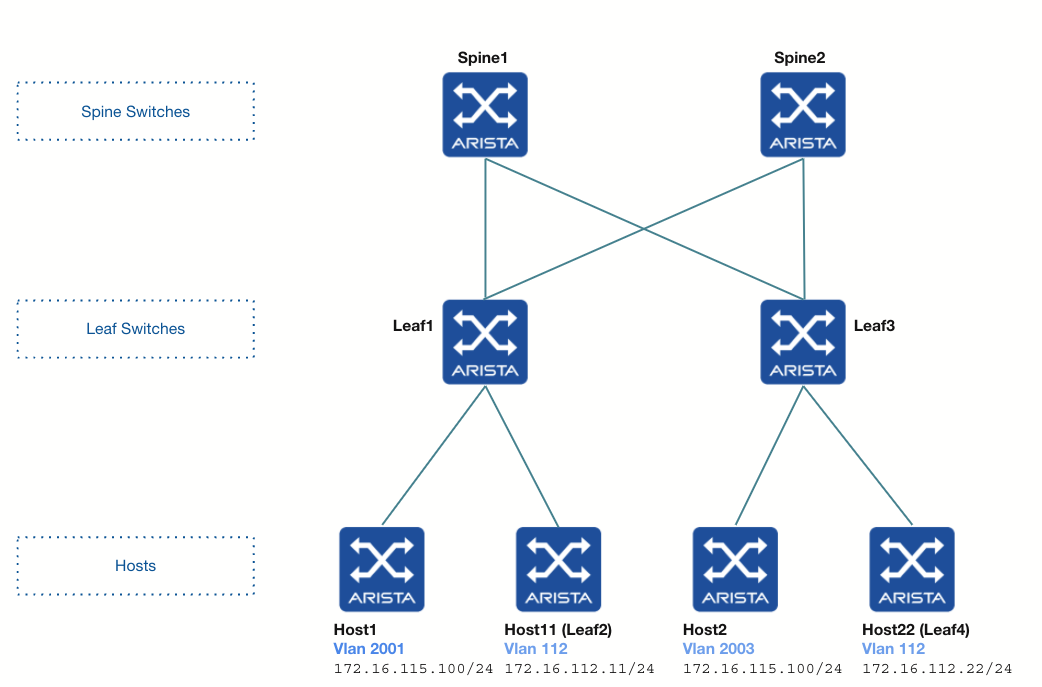 Spine1
Spine2
Spine Switches
ARISTA
ARISTA
Leaf Switches
Leaf1
Leaf3
ARISTA
ARISTA
Hosts
ARISTA
ARISTA
ARISTA
ARISTA
Host1
Vlan 2001
172.16.115.100/24
Host11 (Leaf2)
Vlan 112
172.16.112.11/24
Host2
Vlan 2003
172.16.115.100/24
Host22 (Leaf4)
Vlan 112
172.16.112.22/24